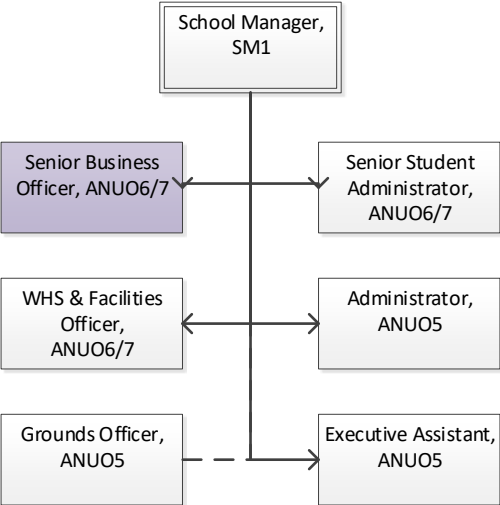 School Manager,
SM1
Senior Business
Officer, ANUO6/7
Senior Student
Administrator,
ANUO6/7
WHS & Facilities
Officer,
ANUO6/7
Administrator,
ANUO5
Grounds Officer,
ANUO5
Executive Assistant,
ANUO5